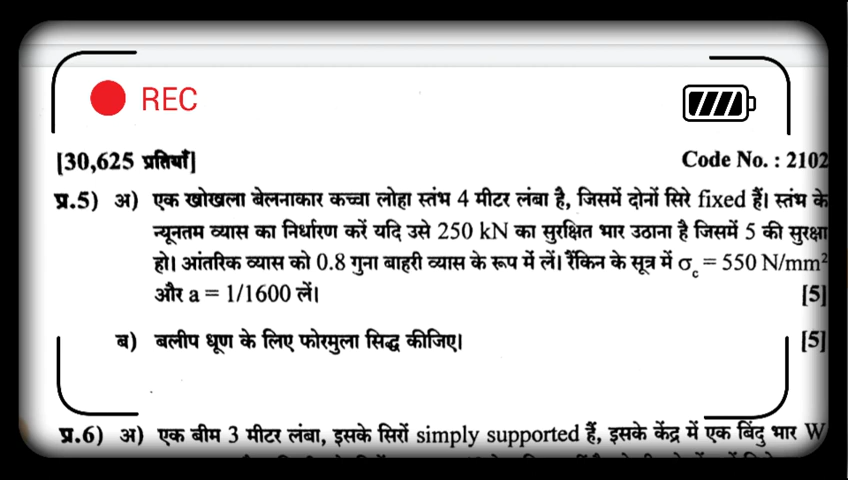 REC
[30,625 प्रतियाँ] Code No. : 2102
प्र.5) अ) एक खोखला बेलनाकार कच्चा लोहा स्तंभ 4 मीटर लंबा है, जिसमें दोनों सिरे fixed हैं। स्तंभ के
न्यूनतम व्यास का निर्धारण करें यदि उसे 250 kN का सुरक्षित भार उठाना है जिसमें 5 की सुरक्षा
हो। आंतरिक व्यास को 0.8 गुना बाहरी व्यास के रूप में लें। रैंकिन के सूत्र में σc = 550 N/mm²
और a = 1/1600 लें। [5]
ब) बलीप धूण के लिए फोरमुला सिद्ध कीजिए। [5]
प्र.6) अ) एक बीम 3 मीटर लंबा, इसके सिरों simply supported हैं, इसके केंद्र में एक बिंदु भार W